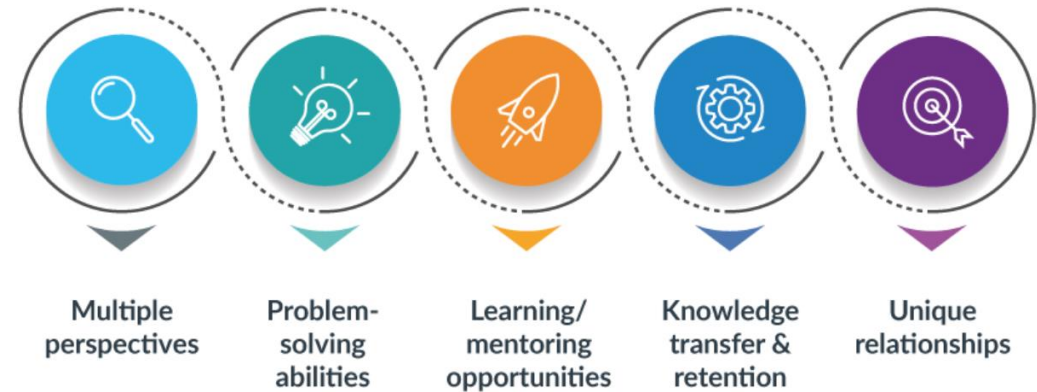 Multiple
perspectives
Problem-
solving
abilities
Learning/
mentoring
opportunities
Knowledge
transfer &
retention
Unique
relationships